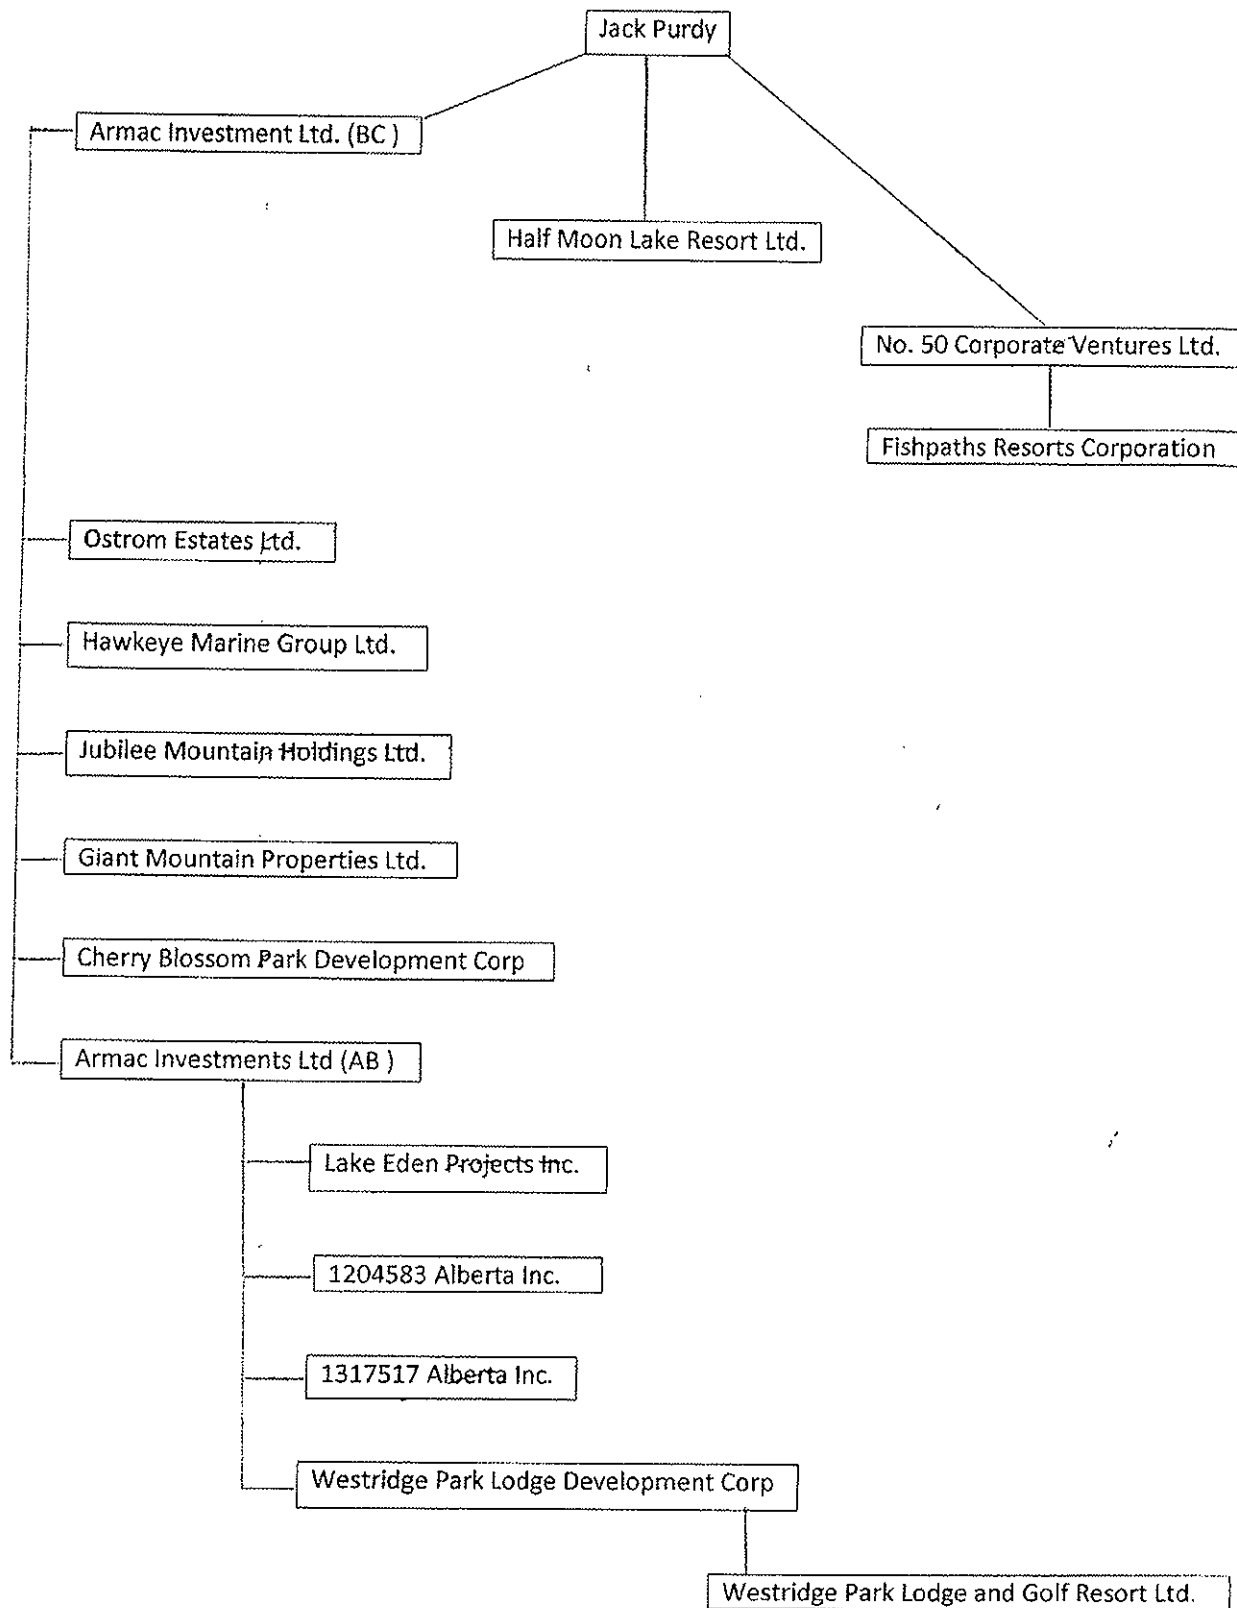 Jack Purdy
Armac Investment Ltd. (BC )
Half Moon Lake Resort Ltd.
No. 50 Corporate Ventures Ltd.
Fishpaths Resorts Corporation
Ostrom Estates Ltd.
Hawkeye Marine Group Ltd.
Jubilee Mountain Holdings Ltd.
Giant Mountain Properties Ltd.
Cherry Blossom Park Development Corp
Armac Investments Ltd (AB )
Lake Eden Projects Inc.
1204583 Alberta Inc.
1317517 Alberta Inc.
Westridge Park Lodge Development Corp
Westridge Park Lodge and Golf Resort Ltd.